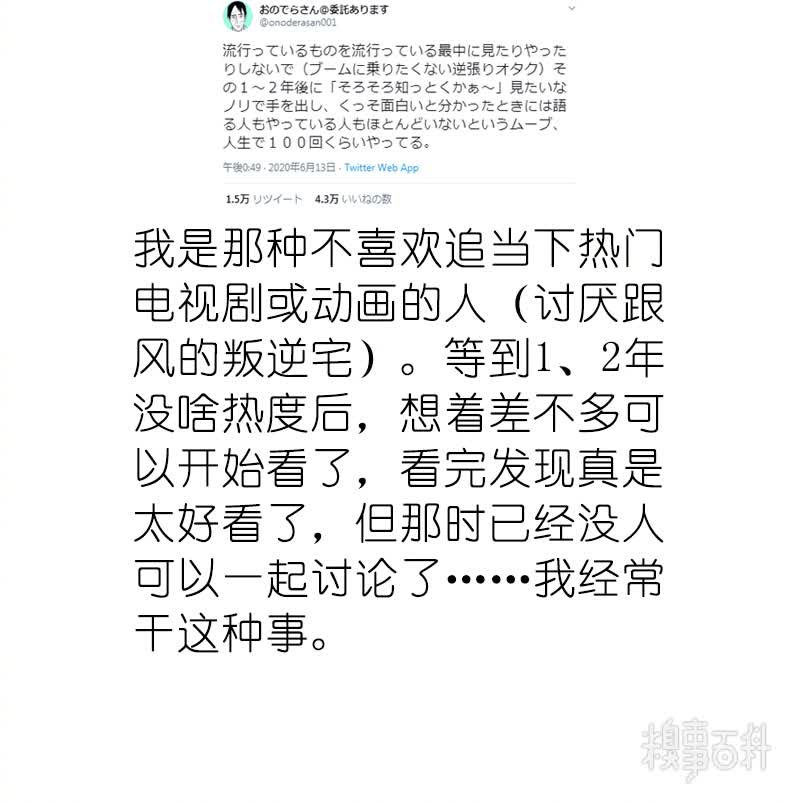 おのでらさん@委託あります
@onoderasan001
流行っているものを流行っている最中に見たりやった
りしないで（ブームに乗りたくない逆張りオタク）そ
の１～２年後に「そろそろ知っとくかぁ～」見たいな
ノリで手を出し、くっそ面白いと分かったときには語
る人もやっている人もほとんどいないというムーブ、
人生で１００回くらいやってる。
午後0:49 · 2020年6月13日 · Twitter Web App
1.5万 リツイート 4.3万 いいねの数
我是那种不喜欢追当下热门
电视剧或动画的人（讨厌跟
风的叛逆宅）。等到1、2年
没啥热度后，想着差不多可
以开始看了，看完发现真是
太好看了，但那时已经没人
可以一起讨论了……我经常
干这种事。
糗事百科